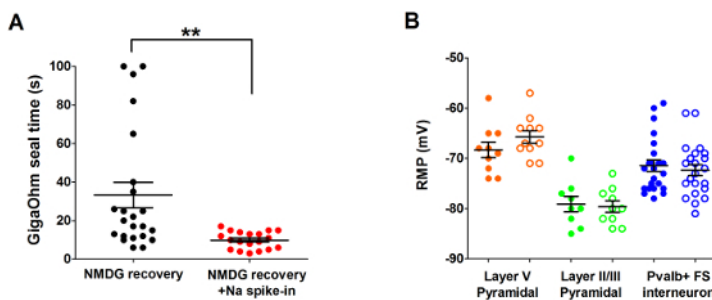 A
**
GigaOhm seal time (s)
100
80
60
40
20
0
NMDG recovery
NMDG recovery
+Na spike-in
B
RMP (mV)
-50
-60
-70
-80
-90
Layer V
Pyramidal
Layer II/III
Pyramidal
Pvalb+ FS
interneuron